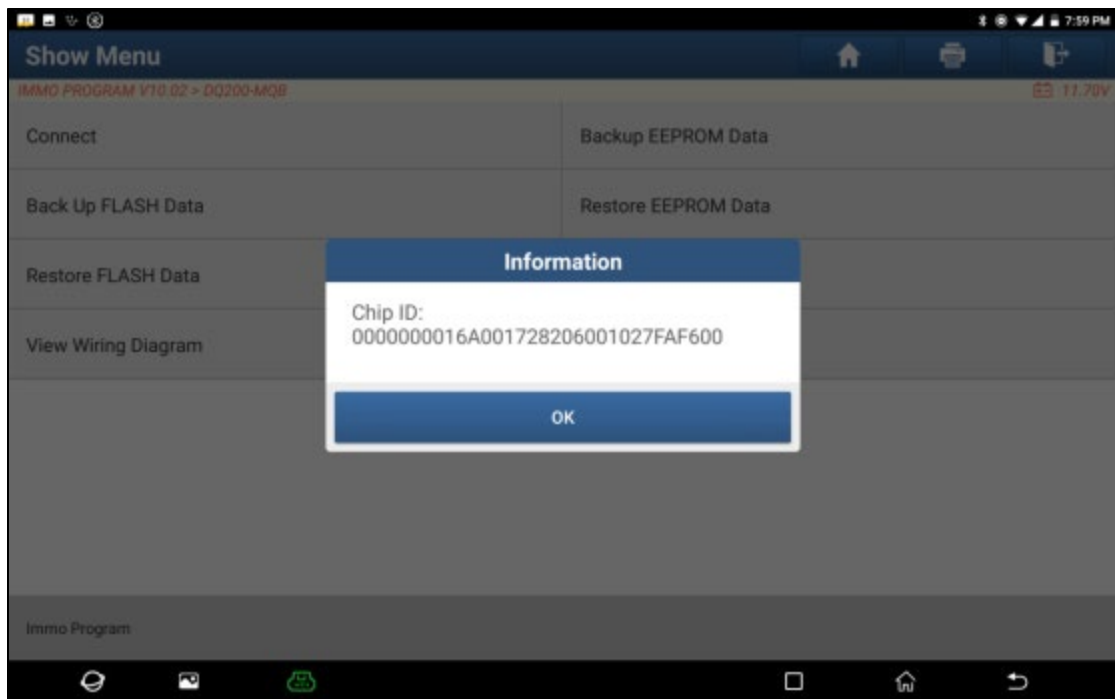 7:59 PM
Show Menu
IMMO PROGRAM V10.02 > DQ200-MQB
11.70V
Connect
Backup EEPROM Data
Back Up FLASH Data
Restore EEPROM Data
Restore FLASH Data
View Wiring Diagram
Information
Chip ID:
0000000016A001728206001027FAF600
OK
Immo Program